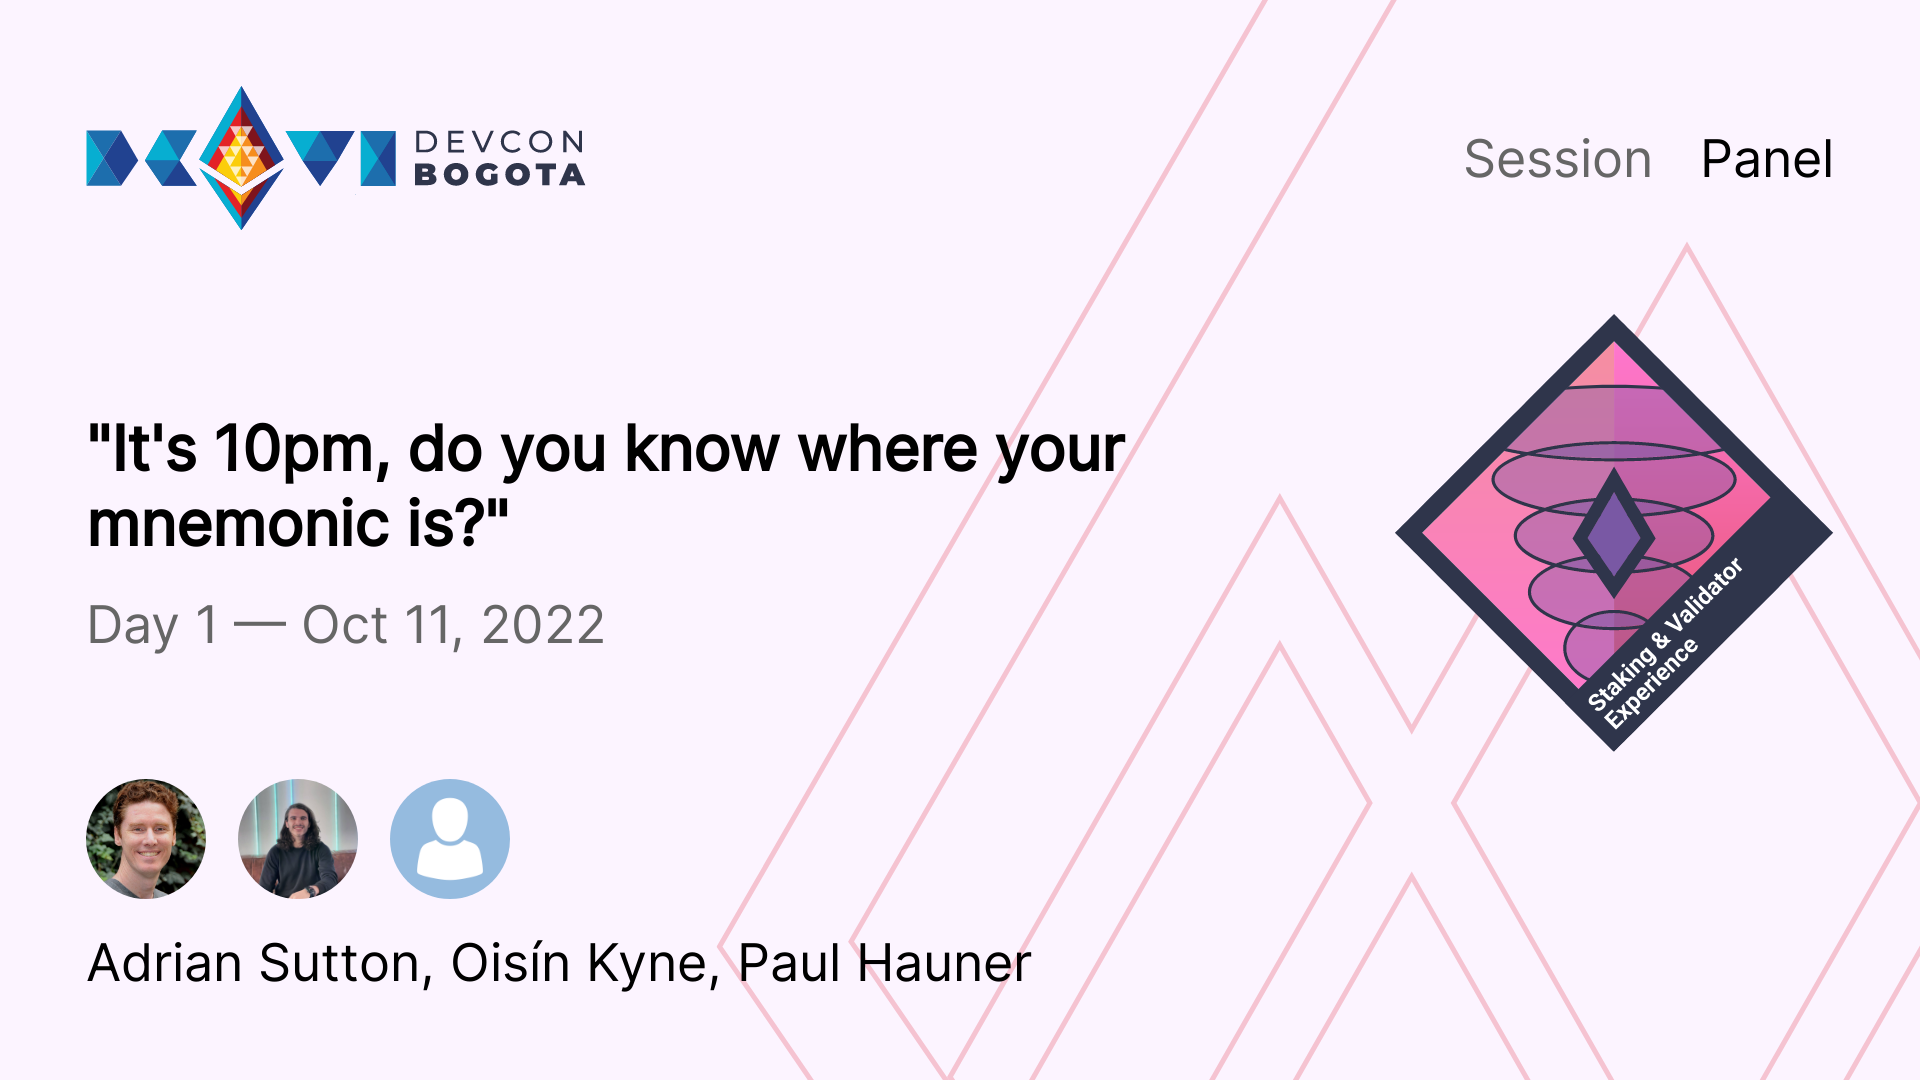 DEVCON
BOGOTA
Session Panel
"It's 10pm, do you know where your
mnemonic is?"
Day 1 — Oct 11, 2022
Staking & Validator
Experience
Adrian Sutton, Oisín Kyne, Paul Hauner